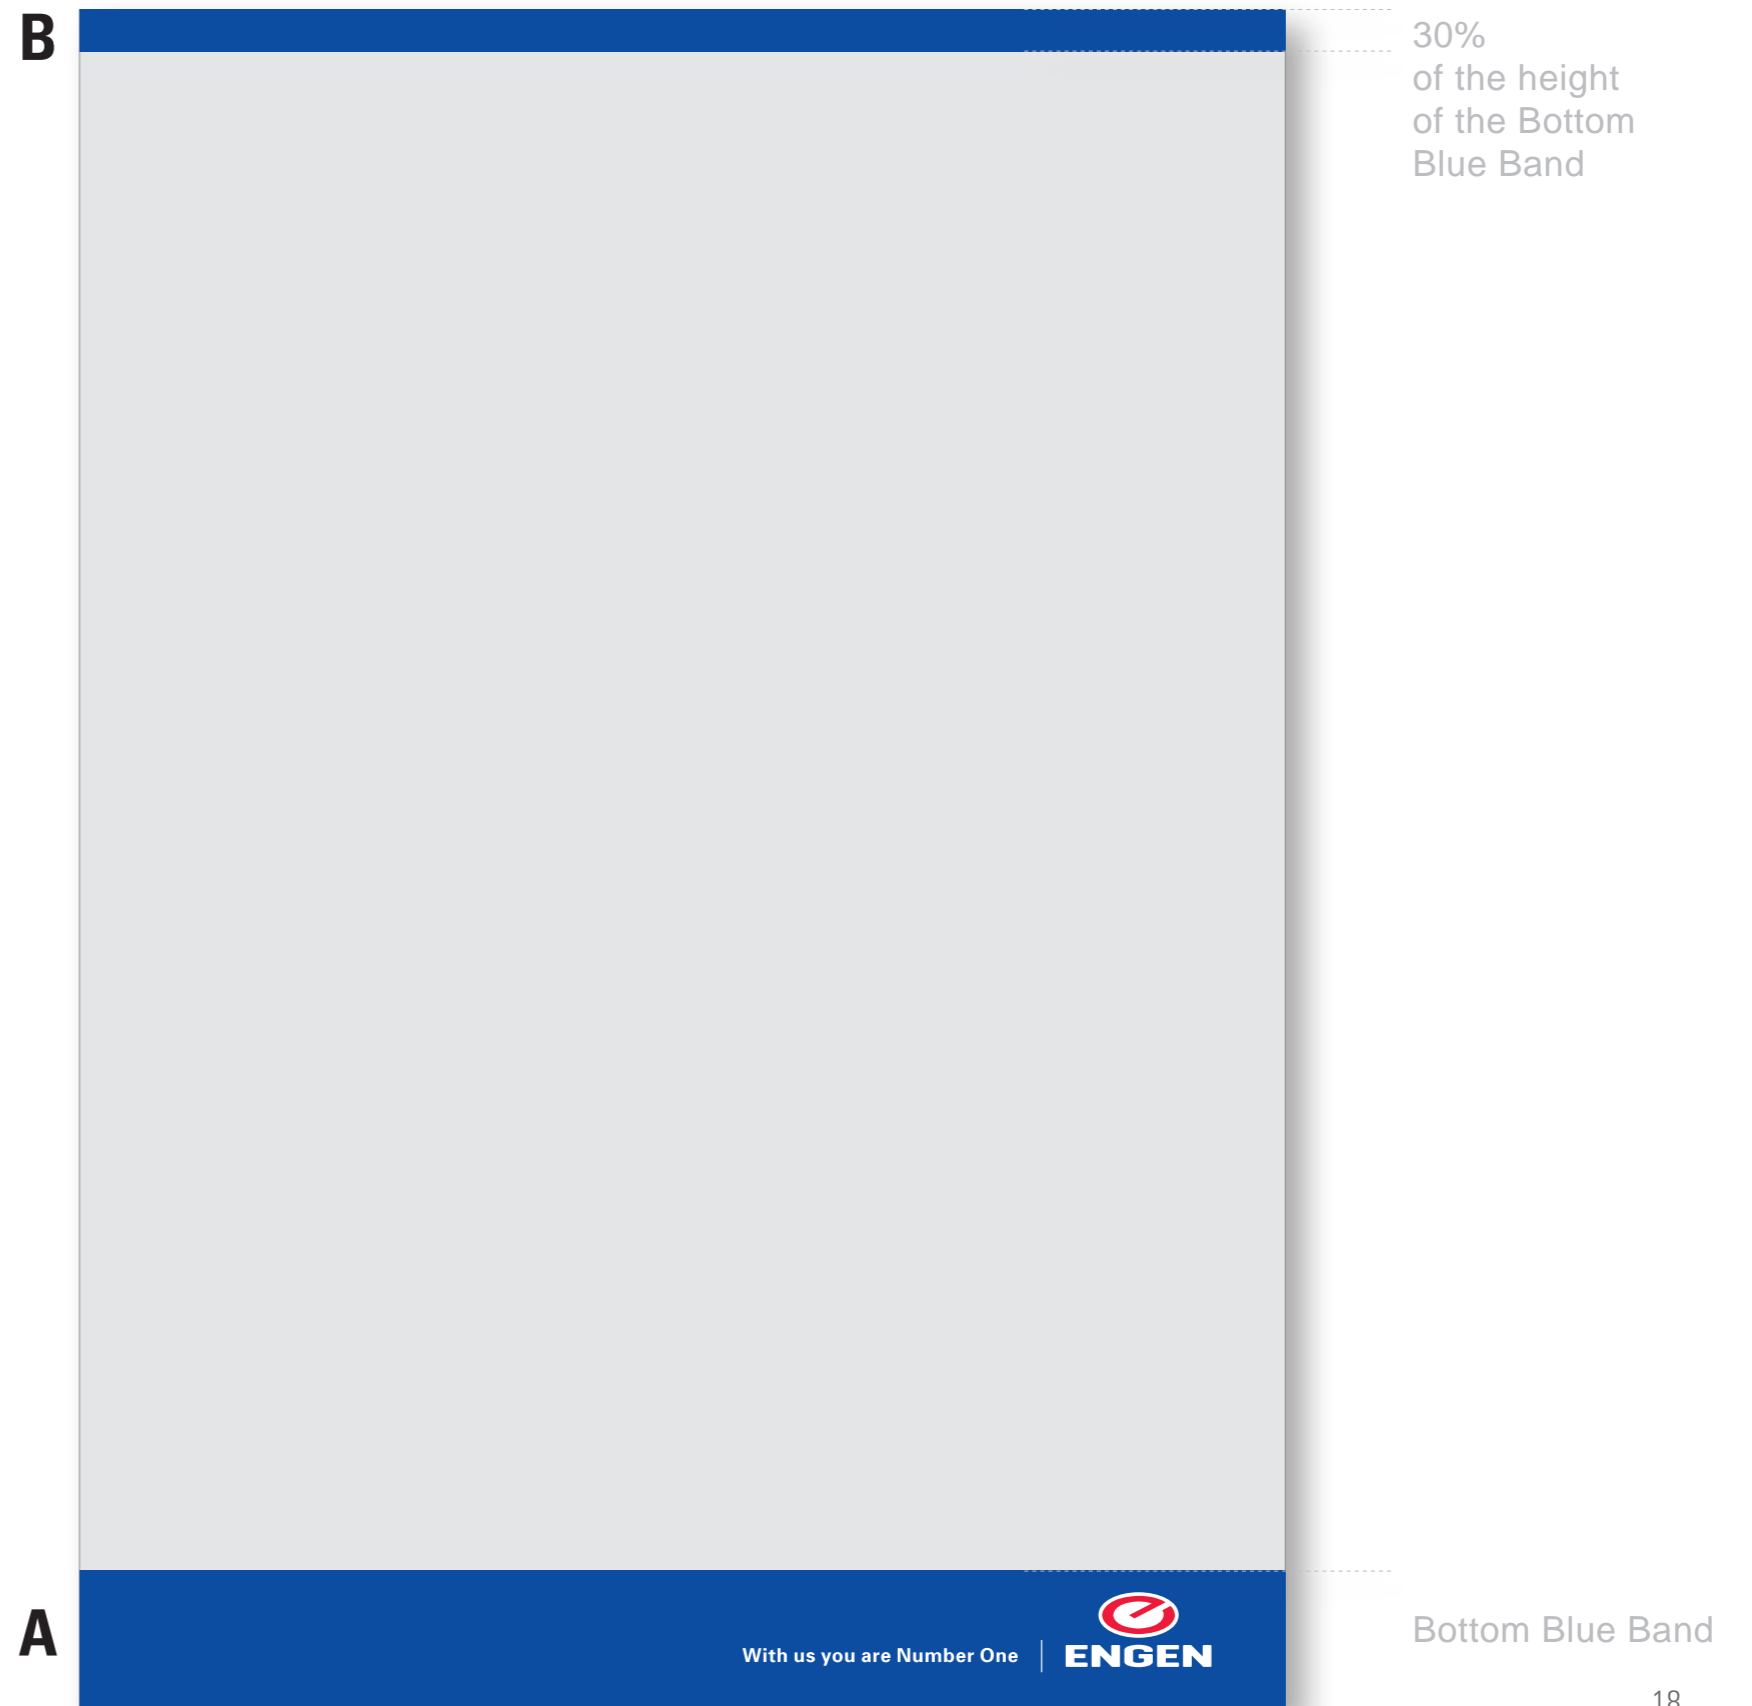 B
30%
of the height
of the Bottom
Blue Band
A
With us you are Number One
ENGEN
Bottom Blue Band
18